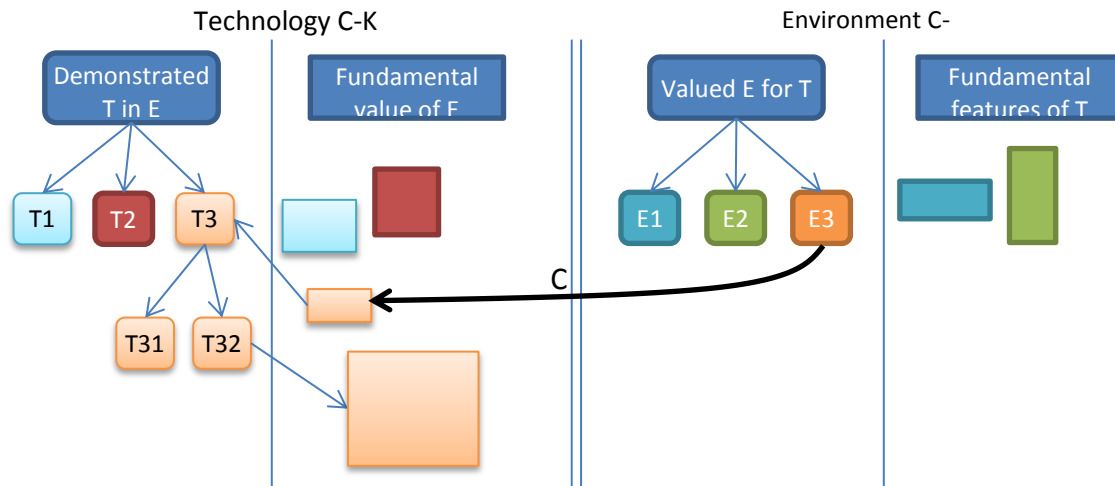 Technology C-K
Environment C-
Demonstrated
T in E
Fundamental
value of E
Valued E for T
Fundamental
features of T
T1
T2
T3
E1
E2
E3
C
T31
T32